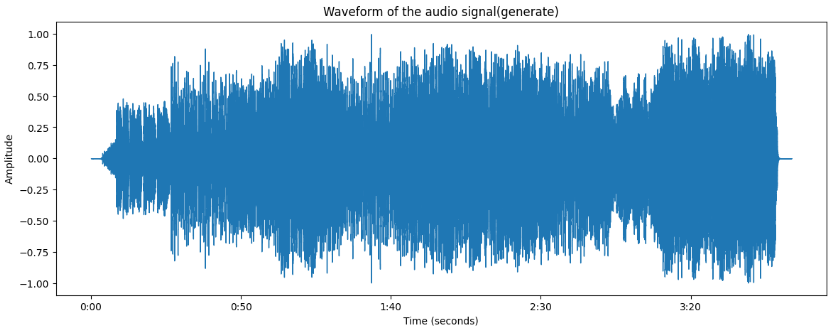 Waveform of the audio signal(generate)
1.00
0.75
0.50
0.25
0.00
−0.25
−0.50
−0.75
−1.00
Amplitude
0:00 0:50 1:40 2:30 3:20
Time (seconds)